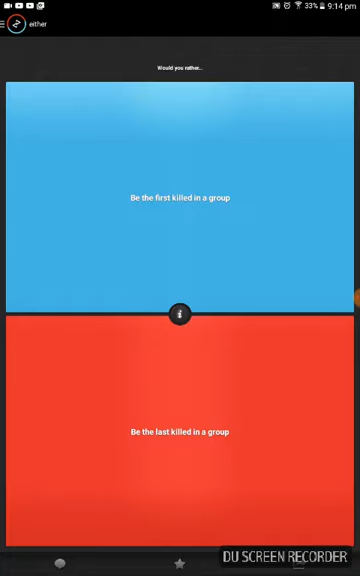 33% 9:14 pm
either
Would you rather...
Be the first killed in a group
Be the last killed in a group
DU SCREEN RECORDER